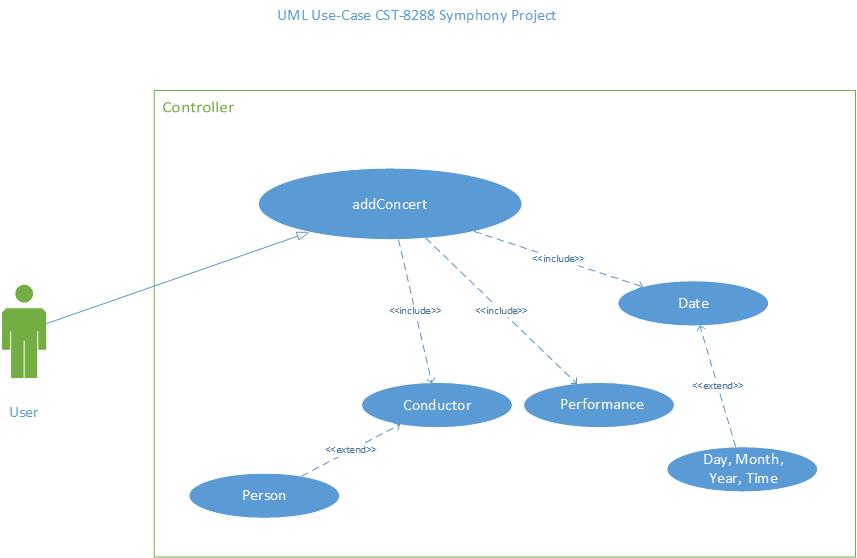 UML Use-Case CST-8288 Symphony Project
Controller
addConcert
<<include>>
Date
<<include>>
<<include>>
<<extend>>
Conductor
Performance
User
<<extend>>
Day, Month,
Year, Time
Person